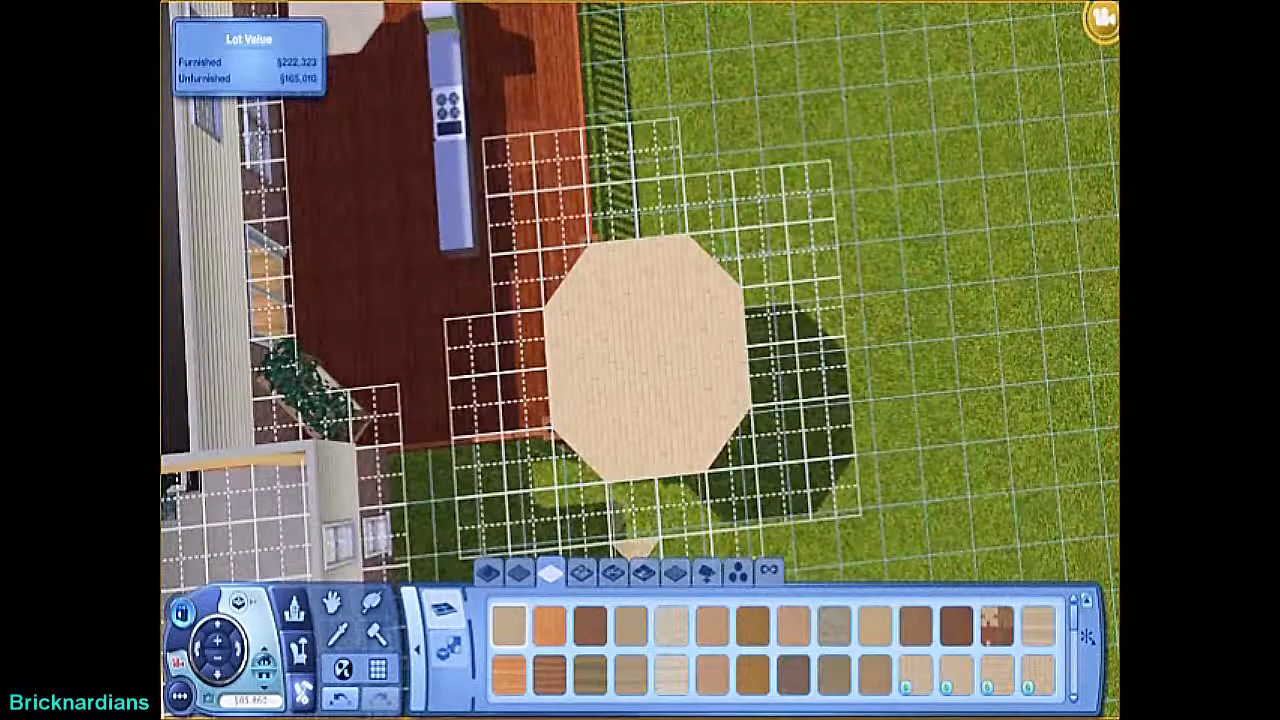 Lot Value
Furnished §222,323
Unfurnished §165,010
Bricknardians